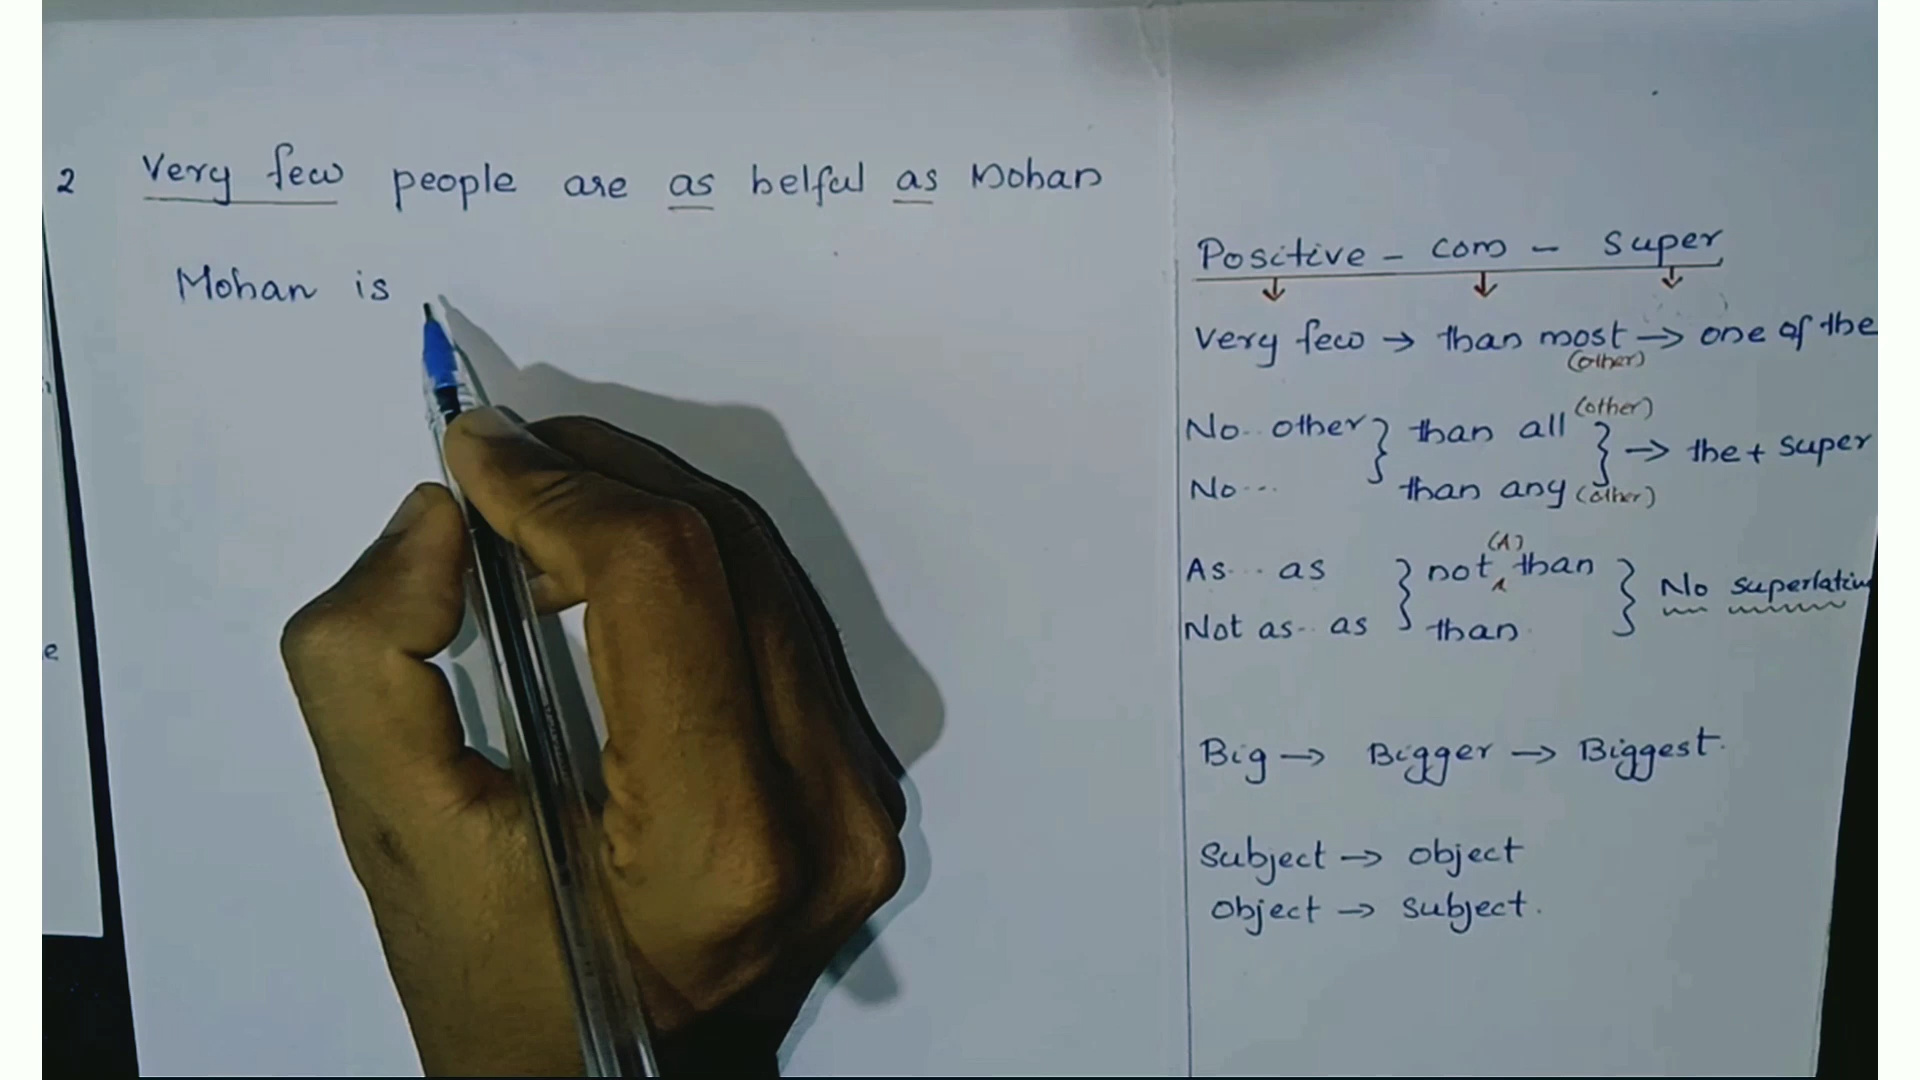 2 Very few people are as helful as Mohan
Mohan is
Positive - com - super
Very few → than most → one of the
(other)
(other)
No.. other } than all } → the + super
No... than any (other)
(A)
As... as } not ʌ than } No superlative
Not as.. as than.
Big → Bigger → Biggest.
Subject → object
Object → subject.
e